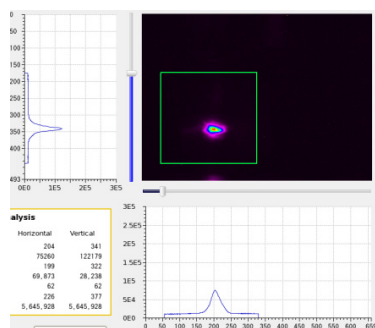 50
100
150
200
250
300
350
400
493
0E0 1E5 2E5 3E5
alysis
Horizontal Vertical
204 341
75260 122179
199 322
69,873 28,238
62 62
226 377
5,645,928 5,645,928
3E5
2.5E5
2E5
1.5E5
1E5
5E4
0E0
0 50 100 150 200 250 300 350 400 450 500 550 600 650